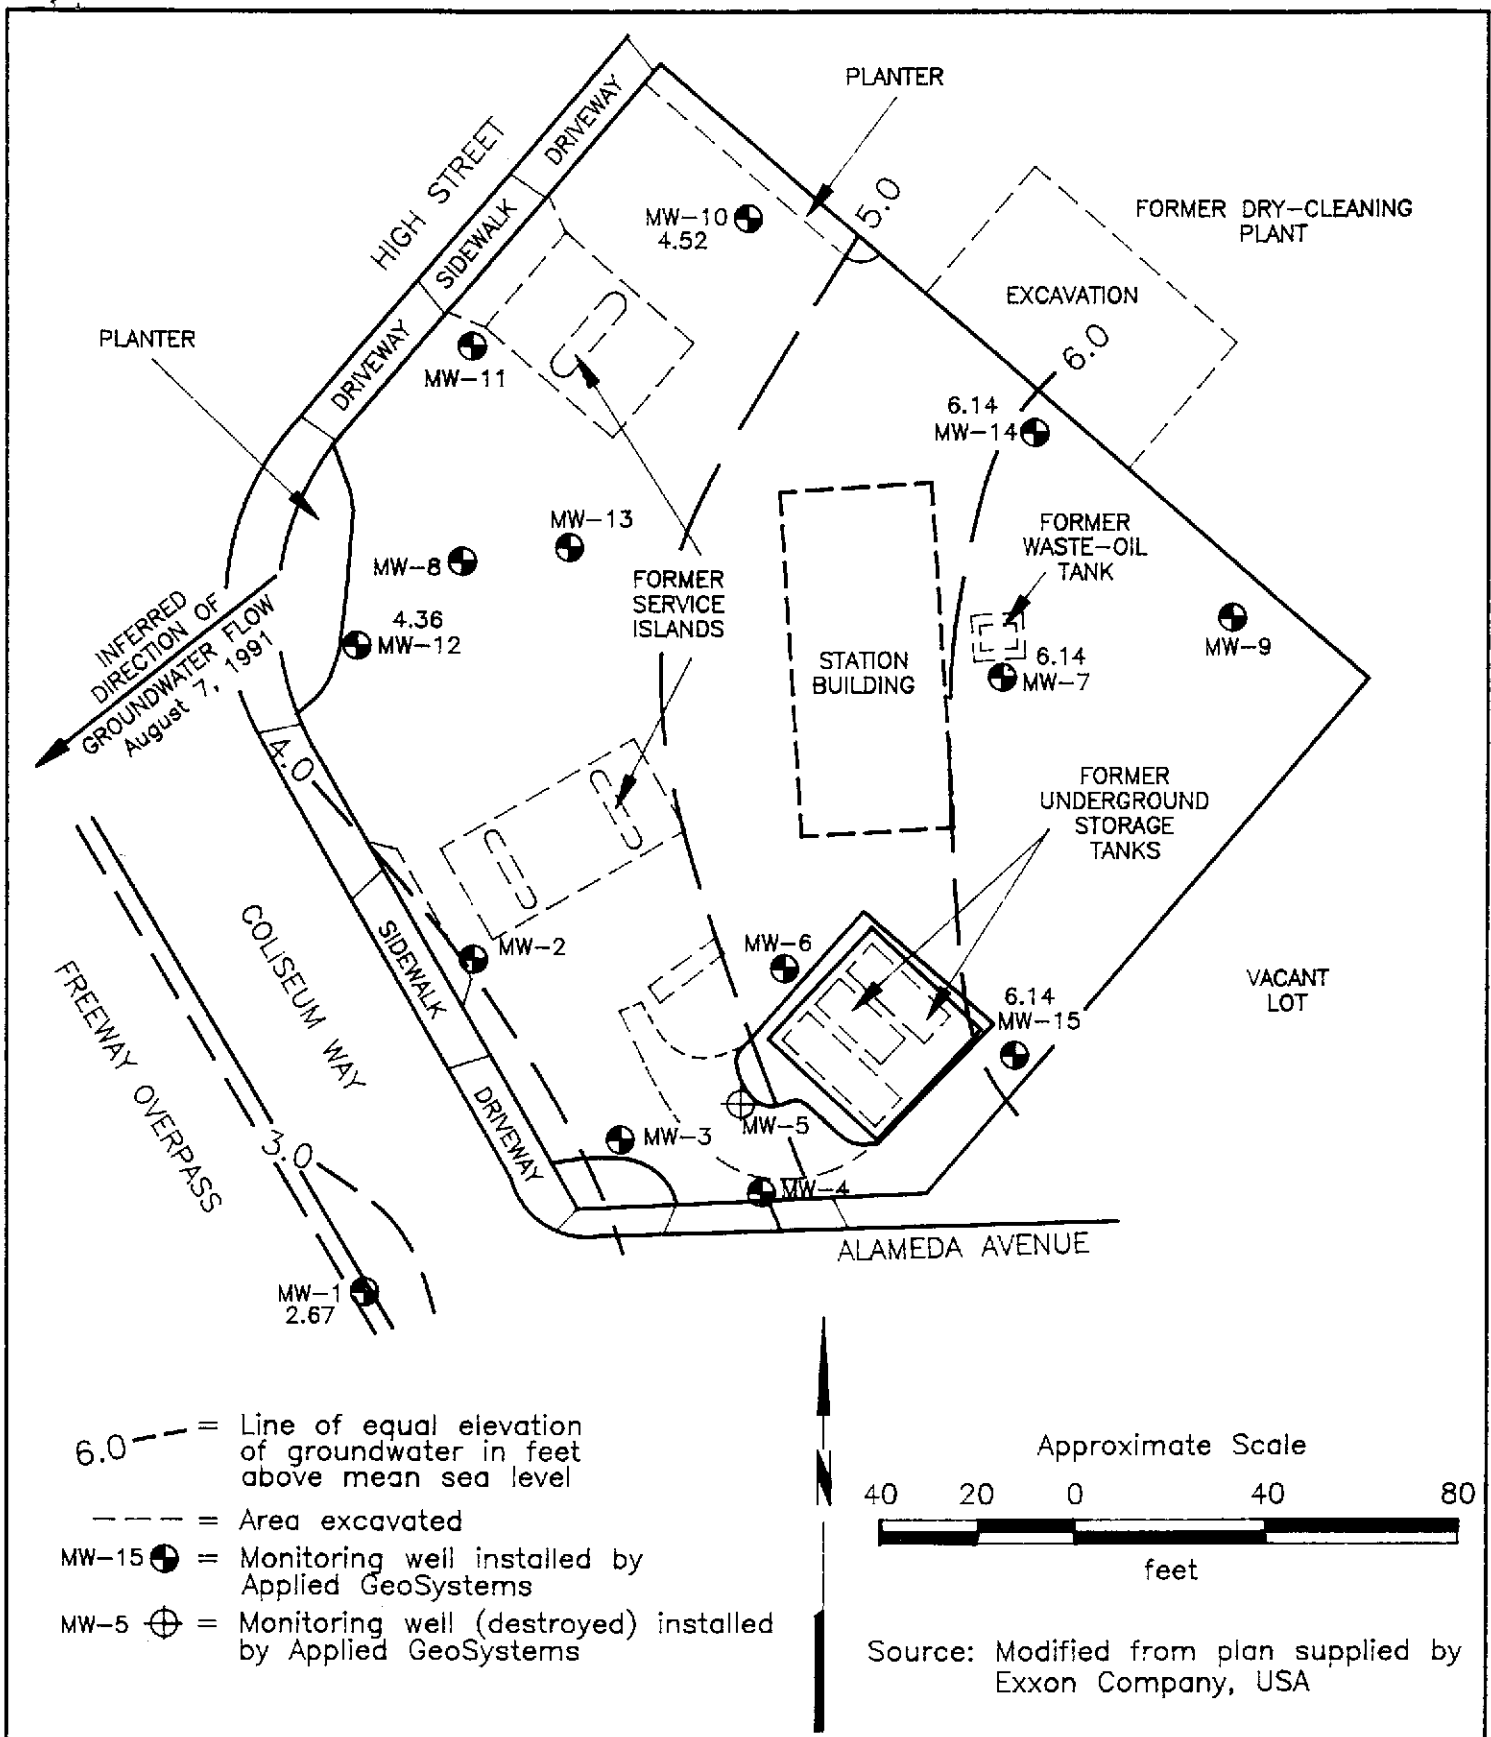 PLANTER
DRIVEWAY
HIGH STREET
SIDEWALK
DRIVEWAY
MW-10
4.52
5.0
FORMER DRY-CLEANING
PLANT
EXCAVATION
6.0
PLANTER
MW-11
6.14
MW-14
MW-13
MW-8
FORMER
WASTE-OIL
TANK
FORMER
SERVICE
ISLANDS
4.36
MW-12
INFERRED
DIRECTION OF
GROUNDWATER FLOW
August 7, 1991
STATION
BUILDING
6.14
MW-7
MW-9
4.0
FORMER
UNDERGROUND
STORAGE
TANKS
MW-2
MW-6
SIDEWALK
COLISEUM WAY
FREEWAY OVERPASS
VACANT
LOT
6.14
MW-15
DRIVEWAY
MW-3
MW-5
3.0
MW-4
ALAMEDA AVENUE
MW-1
2.67
6.0 = Line of equal elevation
of groundwater in feet
above mean sea level
= Area excavated
MW-15 = Monitoring well installed by
Applied GeoSystems
MW-5 = Monitoring well (destroyed) installed
by Applied GeoSystems
Approximate Scale
40 20 0 40 80
feet
Source: Modified from plan supplied by
Exxon Company, USA